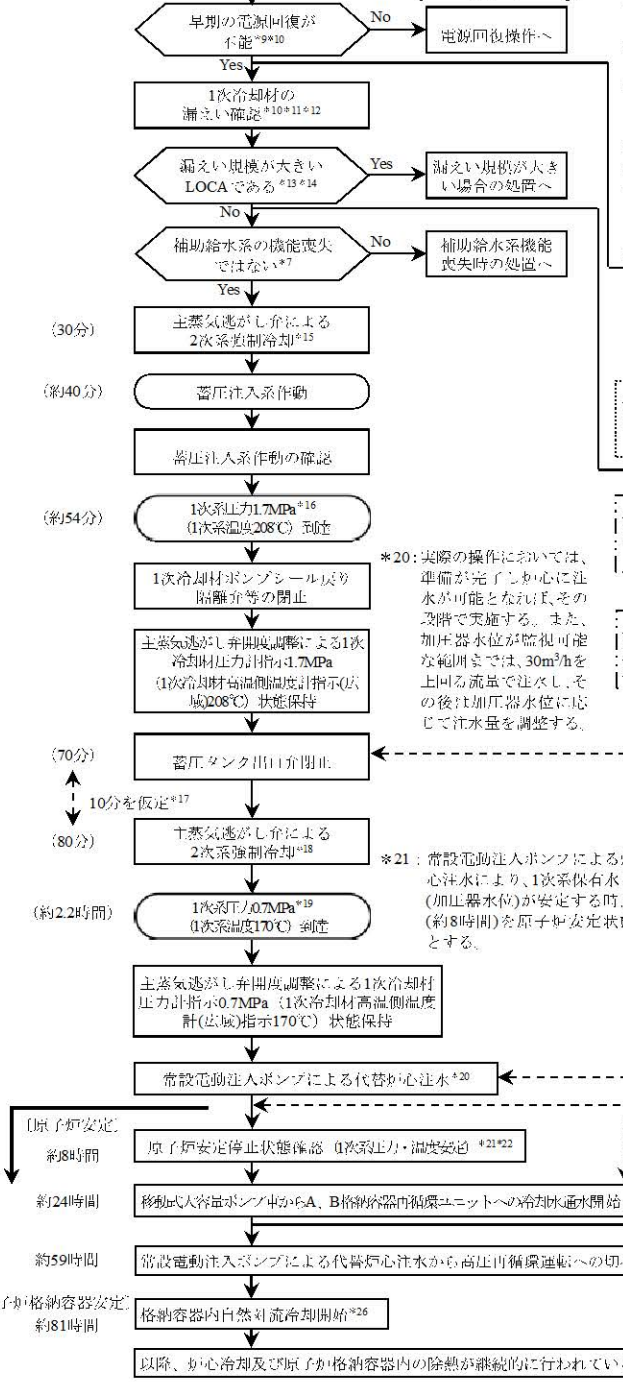 早期の電源回復が
不能*9*10
No
電源回復操作へ
Yes
1次冷却材の
漏えい確認*10*11*12
漏えい規模が大きい
LOCAである*13*14
Yes
漏えい規模が大き
い場合の処置へ
No
補助給水系の機能喪失
ではない*7
No
補助給水系機能
喪失時の処置へ
Yes
(30分)
主蒸気逃がし弁による
2次系強制冷却*15
(約40分)
蓄圧注入系作動
蓄圧注入系作動の確認
(約54分)
1次系圧力1.7MPa*16
(1次系温度208℃) 到達
1次冷却材ポンプシール戻り
隔離弁等の閉止
主蒸気逃がし弁開度調整による1次
冷却材圧力計指示1.7MPa
(1次冷却材高温側温度計指示(広
域)208℃) 状態保持
*20:実際の操作においては、
準備が完了し炉心に注
水が可能となれば、その
段階で実施する。また、
加圧器水位が監視可能
な範囲までは、30m³/hを
上回る流量で注水し、そ
の後は加圧器水位に応
じて注水量を調整する。
(70分)
蓄圧タンク出口弁閉止
10分を仮定*17
(80分)
主蒸気逃がし弁による
2次系強制冷却*18
(約2.2時間)
1次系圧力0.7MPa*19
(1次系温度170℃) 到達
*21:常設電動注入ポンプによる
心注水により、1次系保有水
(加圧器水位)が安定する時
(約8時間)を原子炉安定状
とする。
主蒸気逃がし弁開度調整による1次冷却材
圧力計指示0.7MPa (1次冷却材高温側温度
計(広域)指示170℃) 状態保持
常設電動注入ポンプによる代替炉心注水*20
〔原子炉安定〕
約8時間
原子炉安定停止状態確認 (1次系圧力・温度安定) *21*22
約24時間
移動式大容量ポンプ車からA、B格納容器再循環ユニットへの冷却水通水開始
約59時間
常設電動注入ポンプによる代替炉心注水から高圧再循環運転への切
子炉格納容器安定〕
約81時間
格納容器内自然対流冷却開始*26
以降、炉心冷却及び原子炉格納容器内の除熱が継続的に行われてい